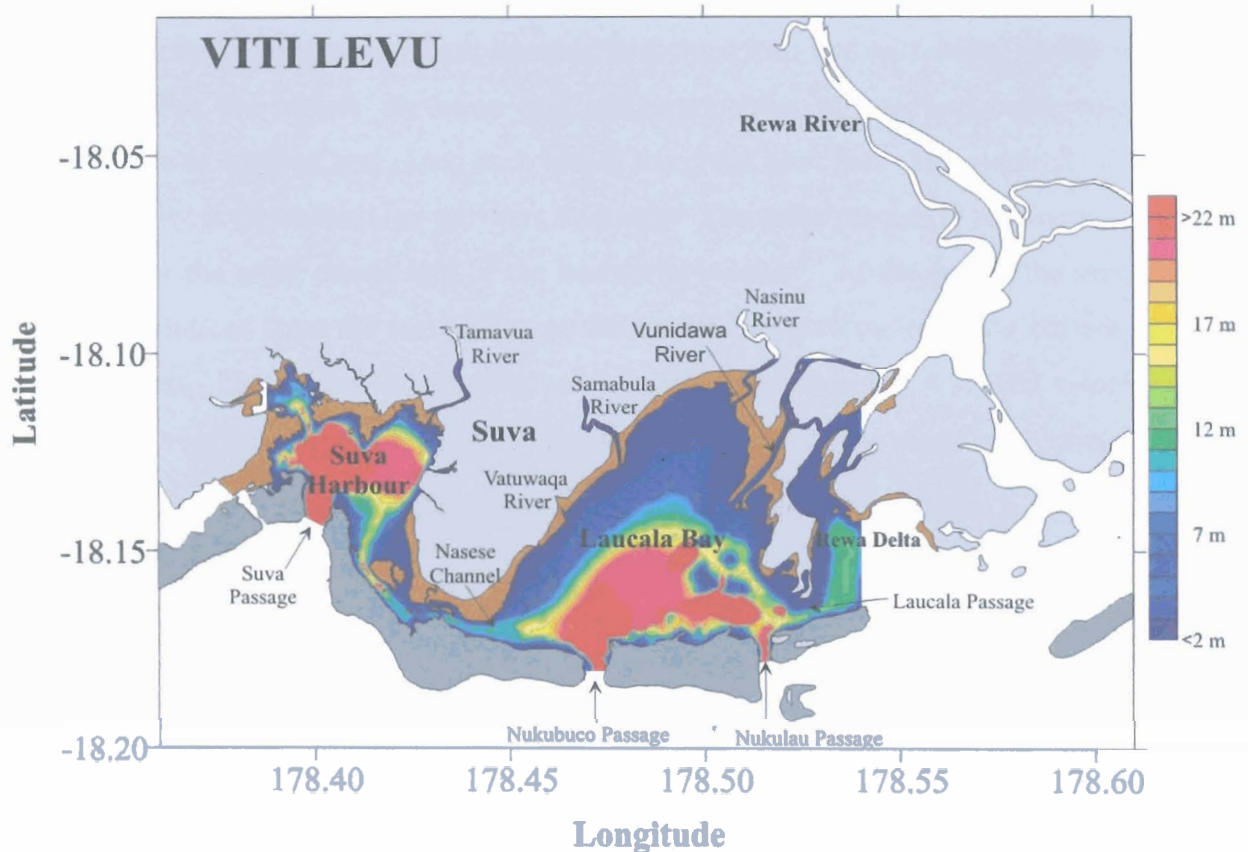 VITI LEVU
Rewa River
-18.05
>22 m
17 m
12 m
7 m
<2 m
Latitude
-18.10
Tamavua
River
Nasinu
River
Vunidawa
River
Samabula
River
Suva
Suva
Harbour
Vatuwaqa
River
Laucala Bay
Rewa Delta
-18.15
Nasese
Channel
Suva
Passage
Laucala Passage
Nukubuco Passage
Nukulau Passage
-18.20
178.40
178.45
178.50
178.55
178.60
Longitude